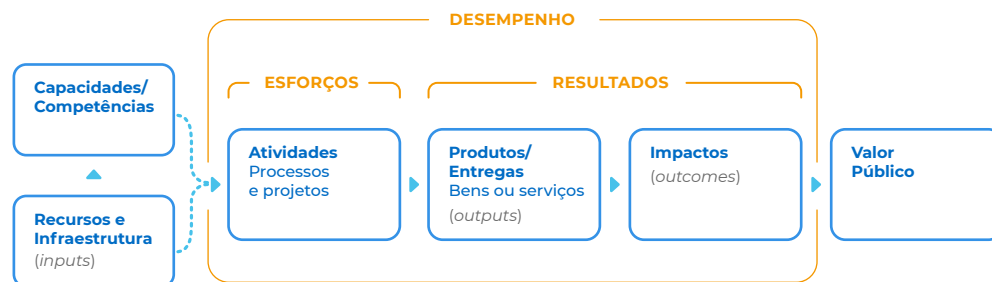 DESEMPENHO
ESFORÇOS
RESULTADOS
Capacidades/
Competências
Recursos e
Infraestrutura
(inputs)
Atividades
Processos
e projetos
Produtos/
Entregas
Bens ou serviços
(outputs)
Impactos
(outcomes)
Valor
Público